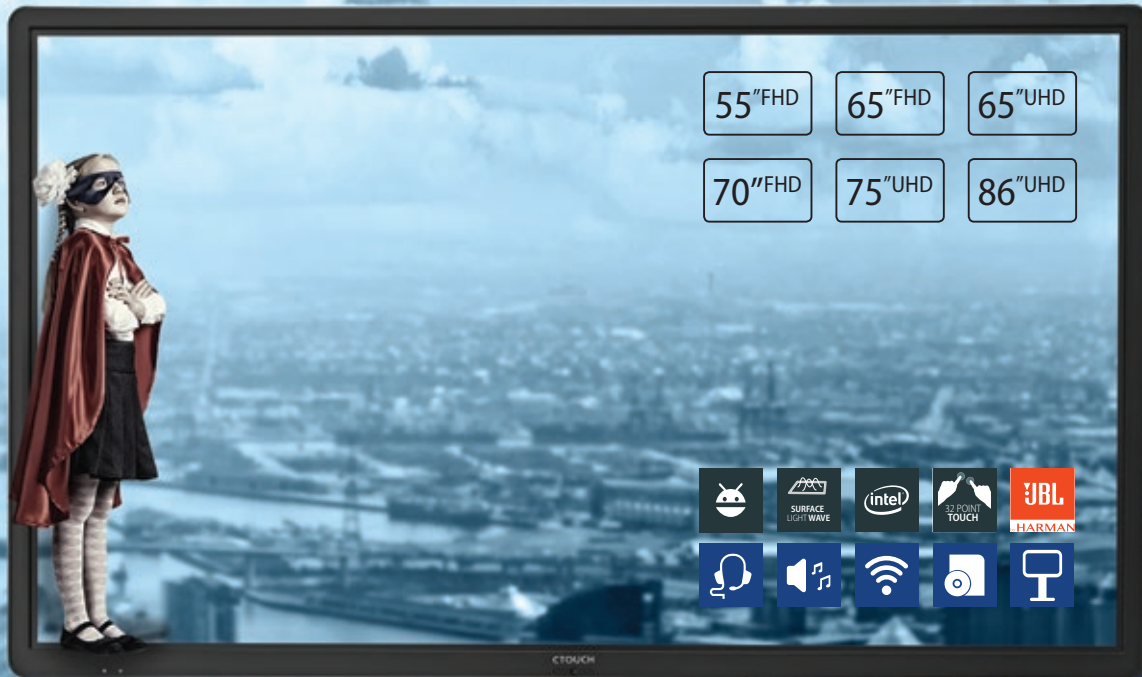 55"FHD 65"FHD 65"UHD
70"FHD 75"UHD 86"UHD
SURFACE
LIGHT WAVE
intel
32 POINT
TOUCH
JBL
HARMAN
CTOUCH